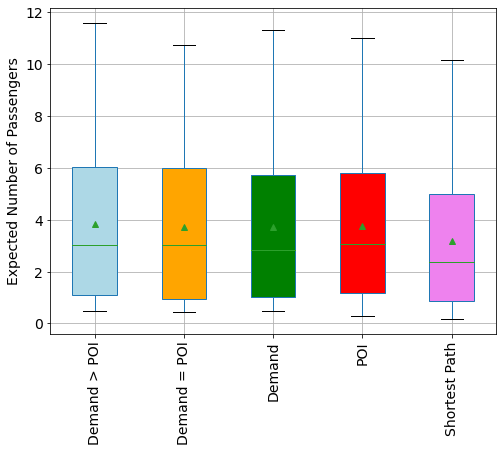 Expected Number of Passengers
12
10
8
6
4
2
0
Demand > POI
Demand = POI
Demand
POI
Shortest Path